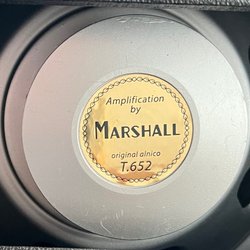 Amplification
by
MARSHALL
original alnico
T.652